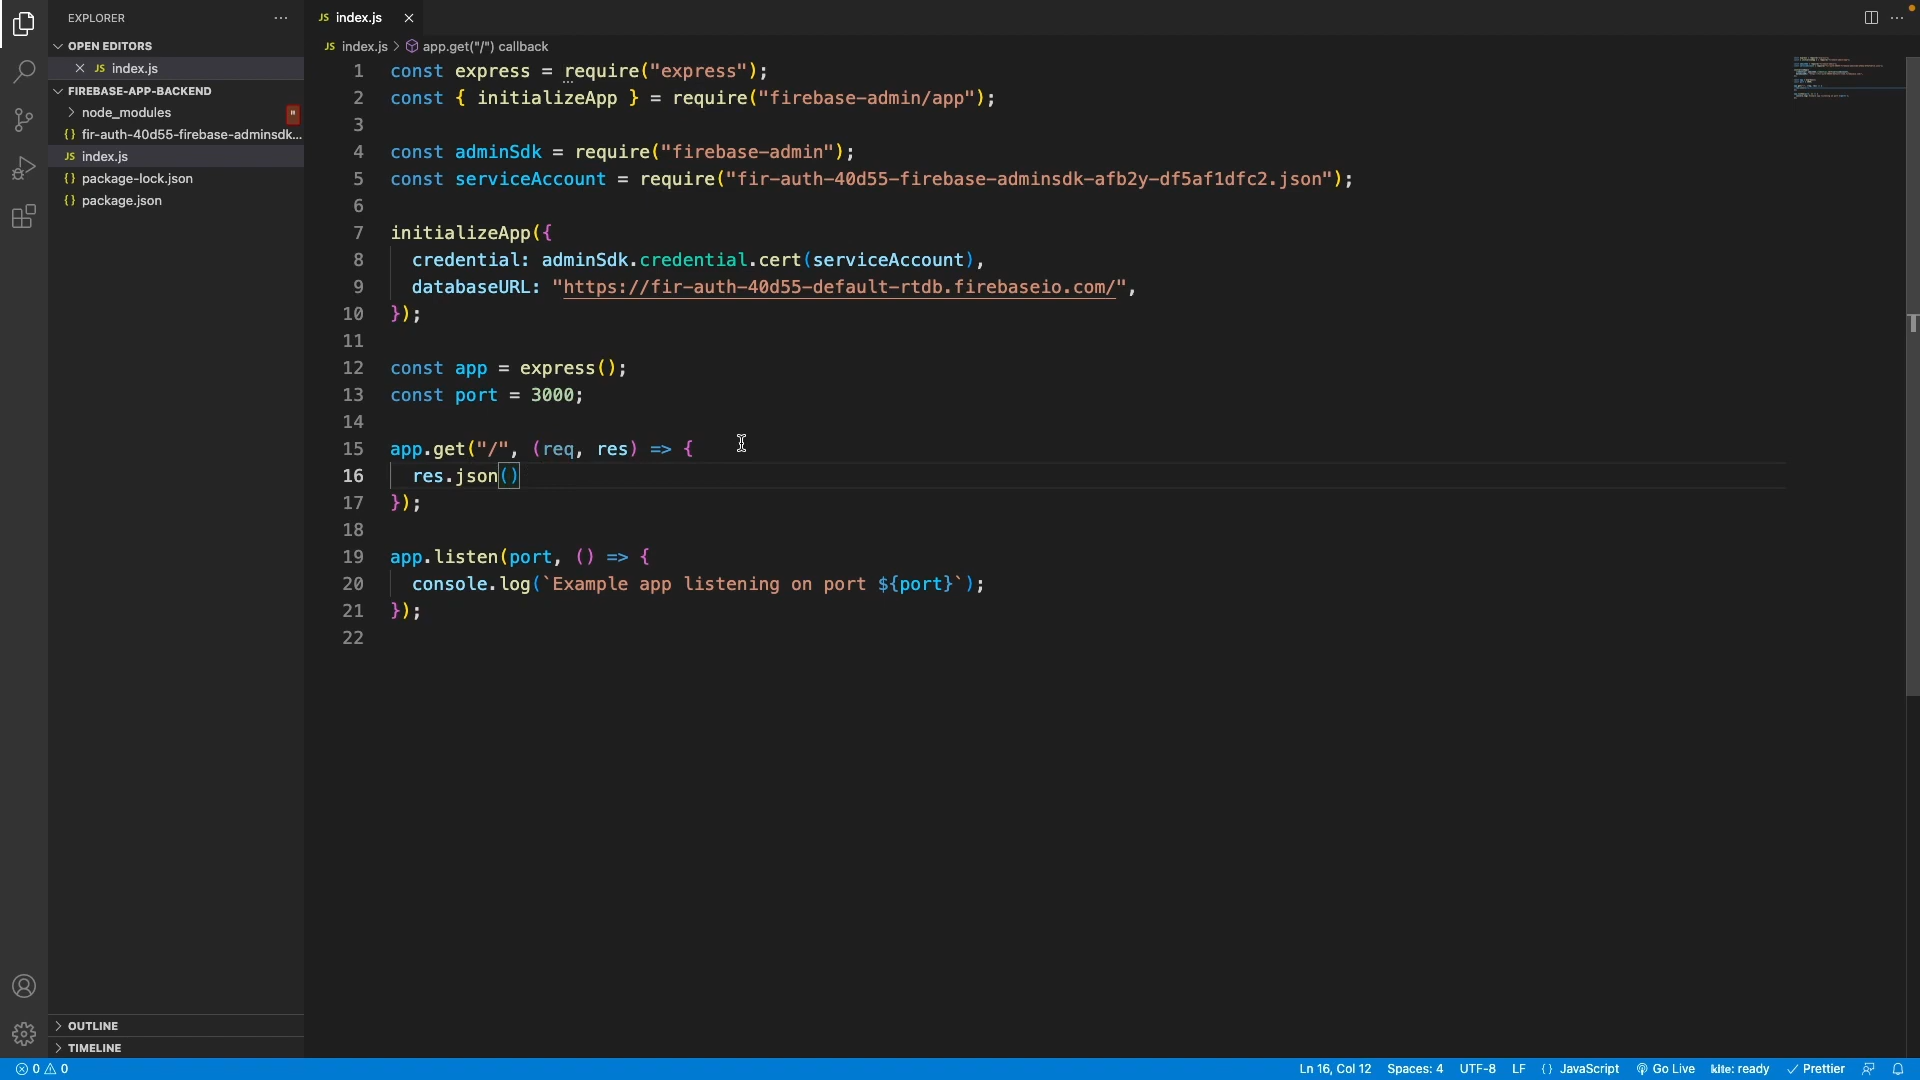 EXPLORER
OPEN EDITORS
JS index.js
FIREBASE-APP-BACKEND
node_modules
{} fir-auth-40d55-firebase-adminsdk...
JS index.js
{} package-lock.json
{} package.json
OUTLINE
TIMELINE
JS index.js
JS index.js > app.get("/") callback
1 const express = require("express");
2 const { initializeApp } = require("firebase-admin/app");
3
4 const adminSdk = require("firebase-admin");
5 const serviceAccount = require("fir-auth-40d55-firebase-adminsdk-afb2y-df5af1dfc2.json");
6
7 initializeApp({
8 credential: adminSdk.credential.cert(serviceAccount),
9 databaseURL: "https://fir-auth-40d55-default-rtdb.firebaseio.com/",
10 });
11
12 const app = express();
13 const port = 3000;
14
15 app.get("/", (req, res) => {
16 res.json()
17 });
18
19 app.listen(port, () => {
20 console.log(`Example app listening on port ${port}`);
21 });
22
0 0 Ln 16, Col 12 Spaces: 4 UTF-8 LF {} JavaScript Go Live kite: ready Prettier